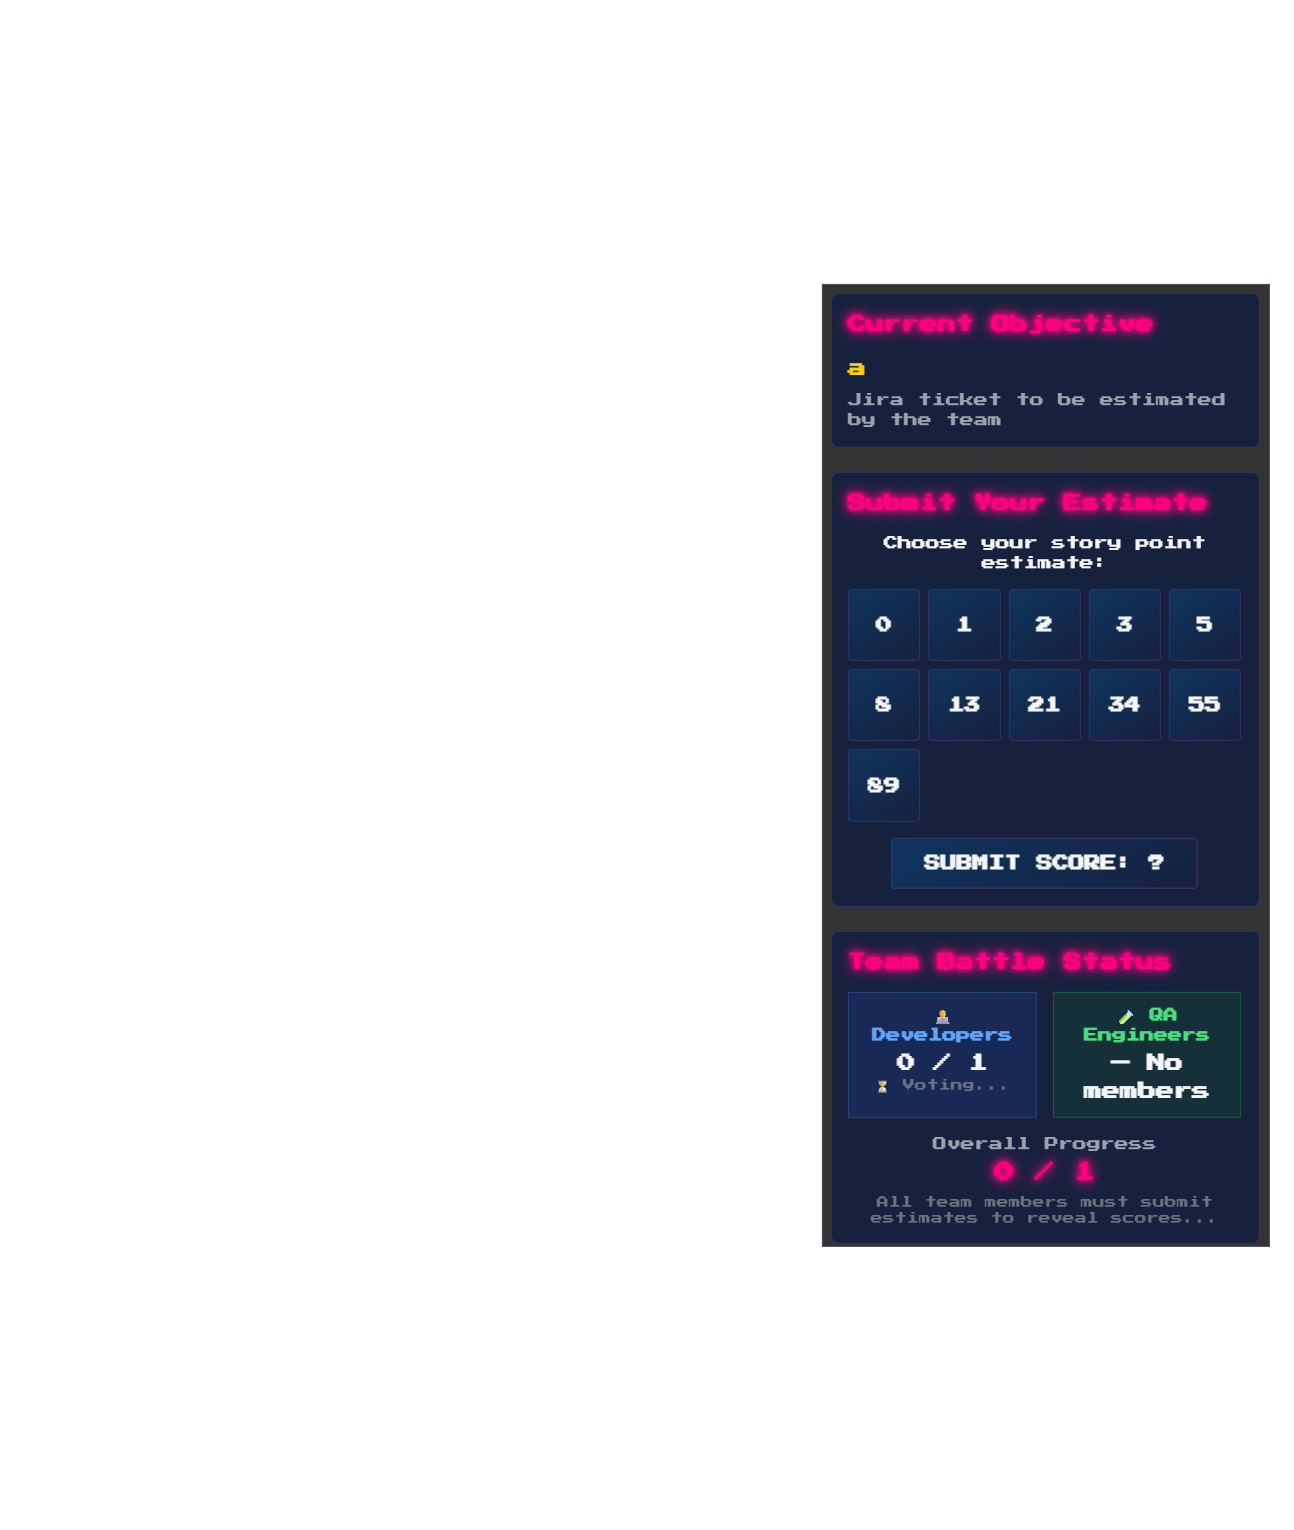 Current Objective
a
Jira ticket to be estimated
by the team
Submit Your Estimate
Choose your story point
estimate:
0 1 2 3 5
8 13 21 34 55
89
SUBMIT SCORE: ?
Team Battle Status
Developers
0 / 1
Voting...
QA
Engineers
— No
members
Overall Progress
0 / 1
All team members must submit
estimates to reveal scores...